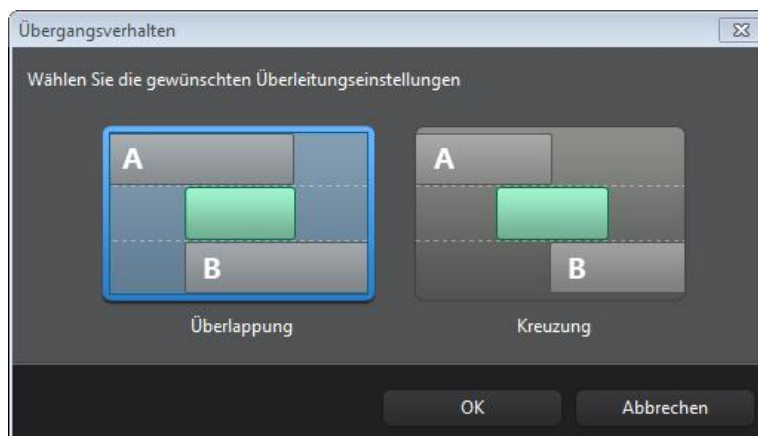 Übergangsverhalten
Wählen Sie die gewünschten Überleitungseinstellungen
A
B
Überlappung
A
B
Kreuzung
OK
Abbrechen